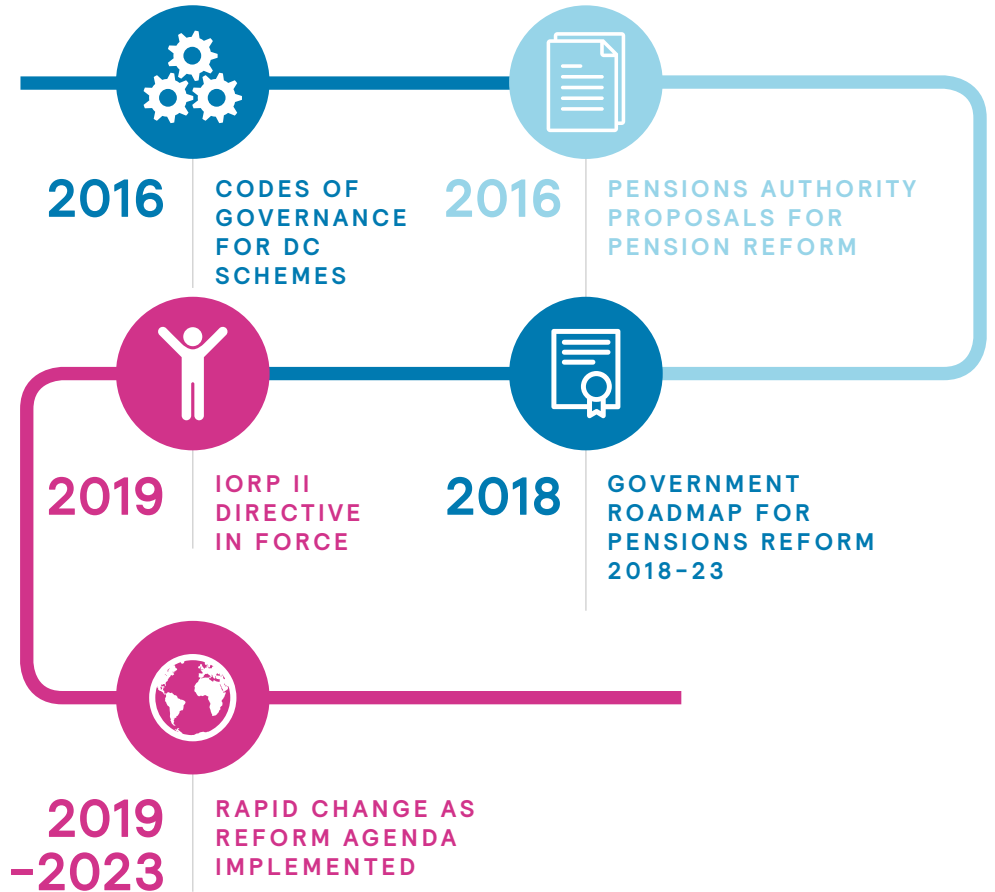 2016
CODES OF
GOVERNANCE
FOR DC
SCHEMES
2016
PENSIONS AUTHORITY
PROPOSALS FOR
PENSION REFORM
2019
IORP II
DIRECTIVE
IN FORCE
2018
GOVERNMENT
ROADMAP FOR
PENSIONS REFORM
2018–23
2019
–2023
RAPID CHANGE AS
REFORM AGENDA
IMPLEMENTED